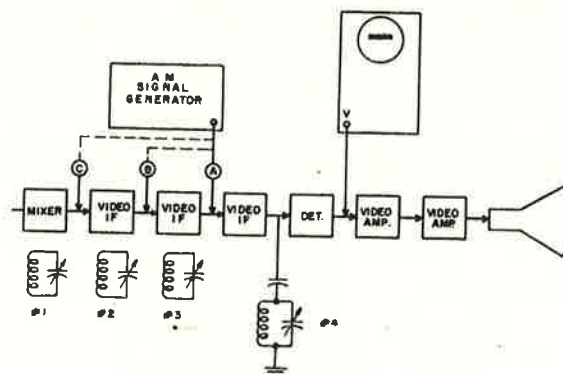 A M
SIGNAL
GENERATOR
V
C
B
A
MIXER
VIDEO
IF
VIDEO
IF
VIDEO
IF
DET.
VIDEO
AMP.
VIDEO
AMP.
#1
#2
#3
#4